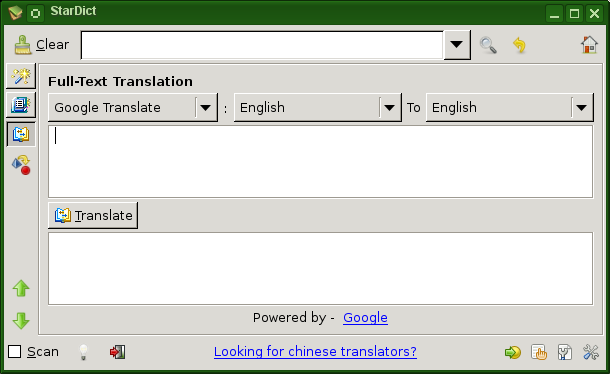 StarDict
Clear
Full-Text Translation
Google Translate : English To English
Translate
Powered by - Google
Scan Looking for chinese translators?